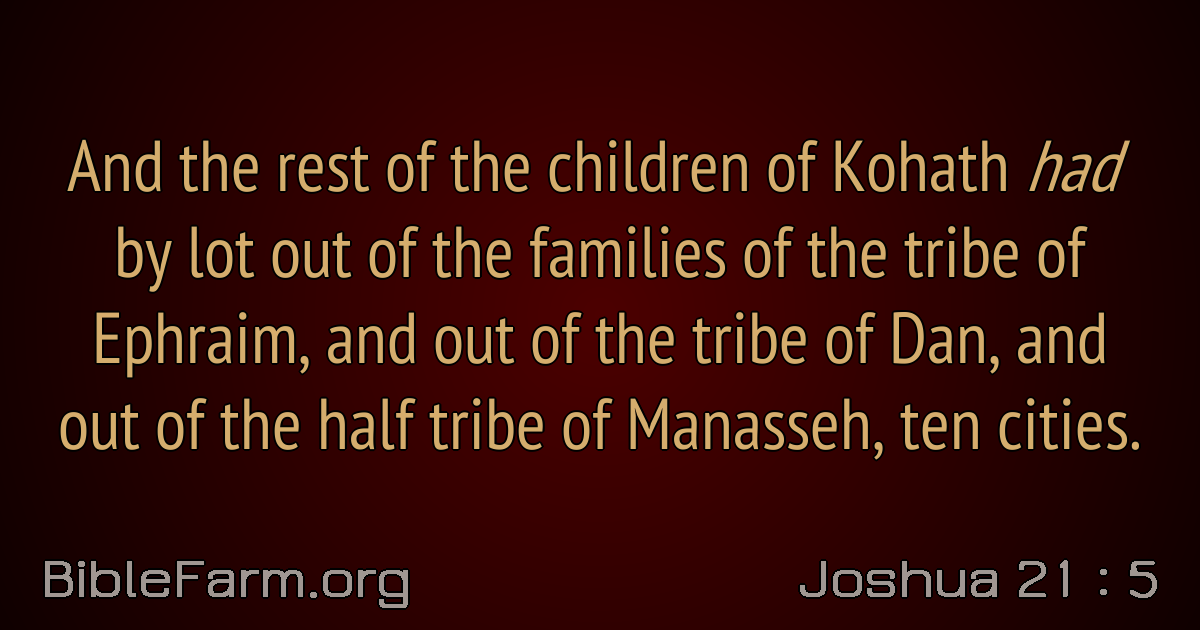 And the rest of the children of Kohath had
by lot out of the families of the tribe of
Ephraim, and out of the tribe of Dan, and
out of the half tribe of Manasseh, ten cities.
BibleFarm.org
Joshua 21 : 5